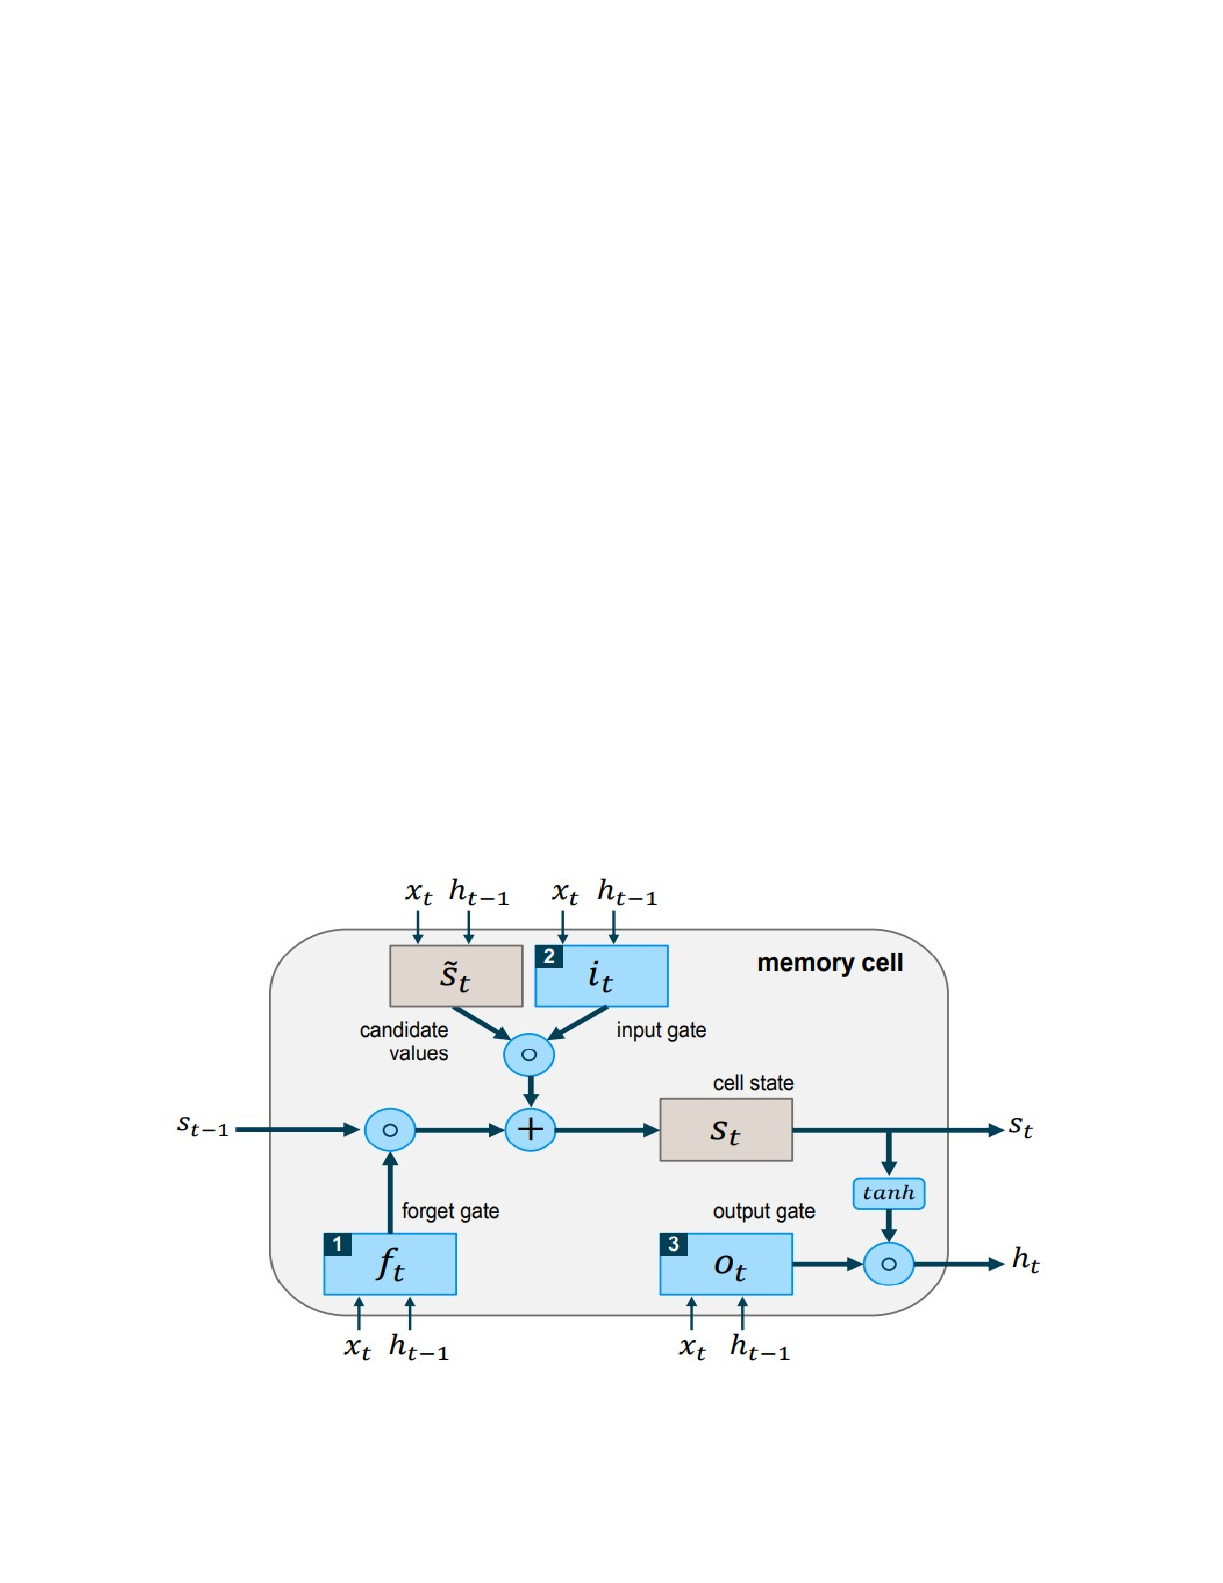 x_t h_{t−1} x_t h_{t−1}
s̃_t 2 i_t memory cell
candidate values input gate
∘
cell state
s_{t−1} ∘ + s_t s_t
tanh
forget gate output gate
1 f_t 3 o_t ∘ h_t
x_t h_{t−1} x_t h_{t−1}